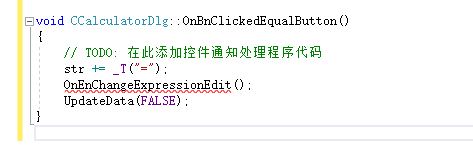 void CCalculatorDlg::OnBnClickedEqualButton()
{
// TODO: 在此添加控件通知处理程序代码
str += _T("=");
OnEnChangeExpressionEdit();
UpdateData(FALSE);
}